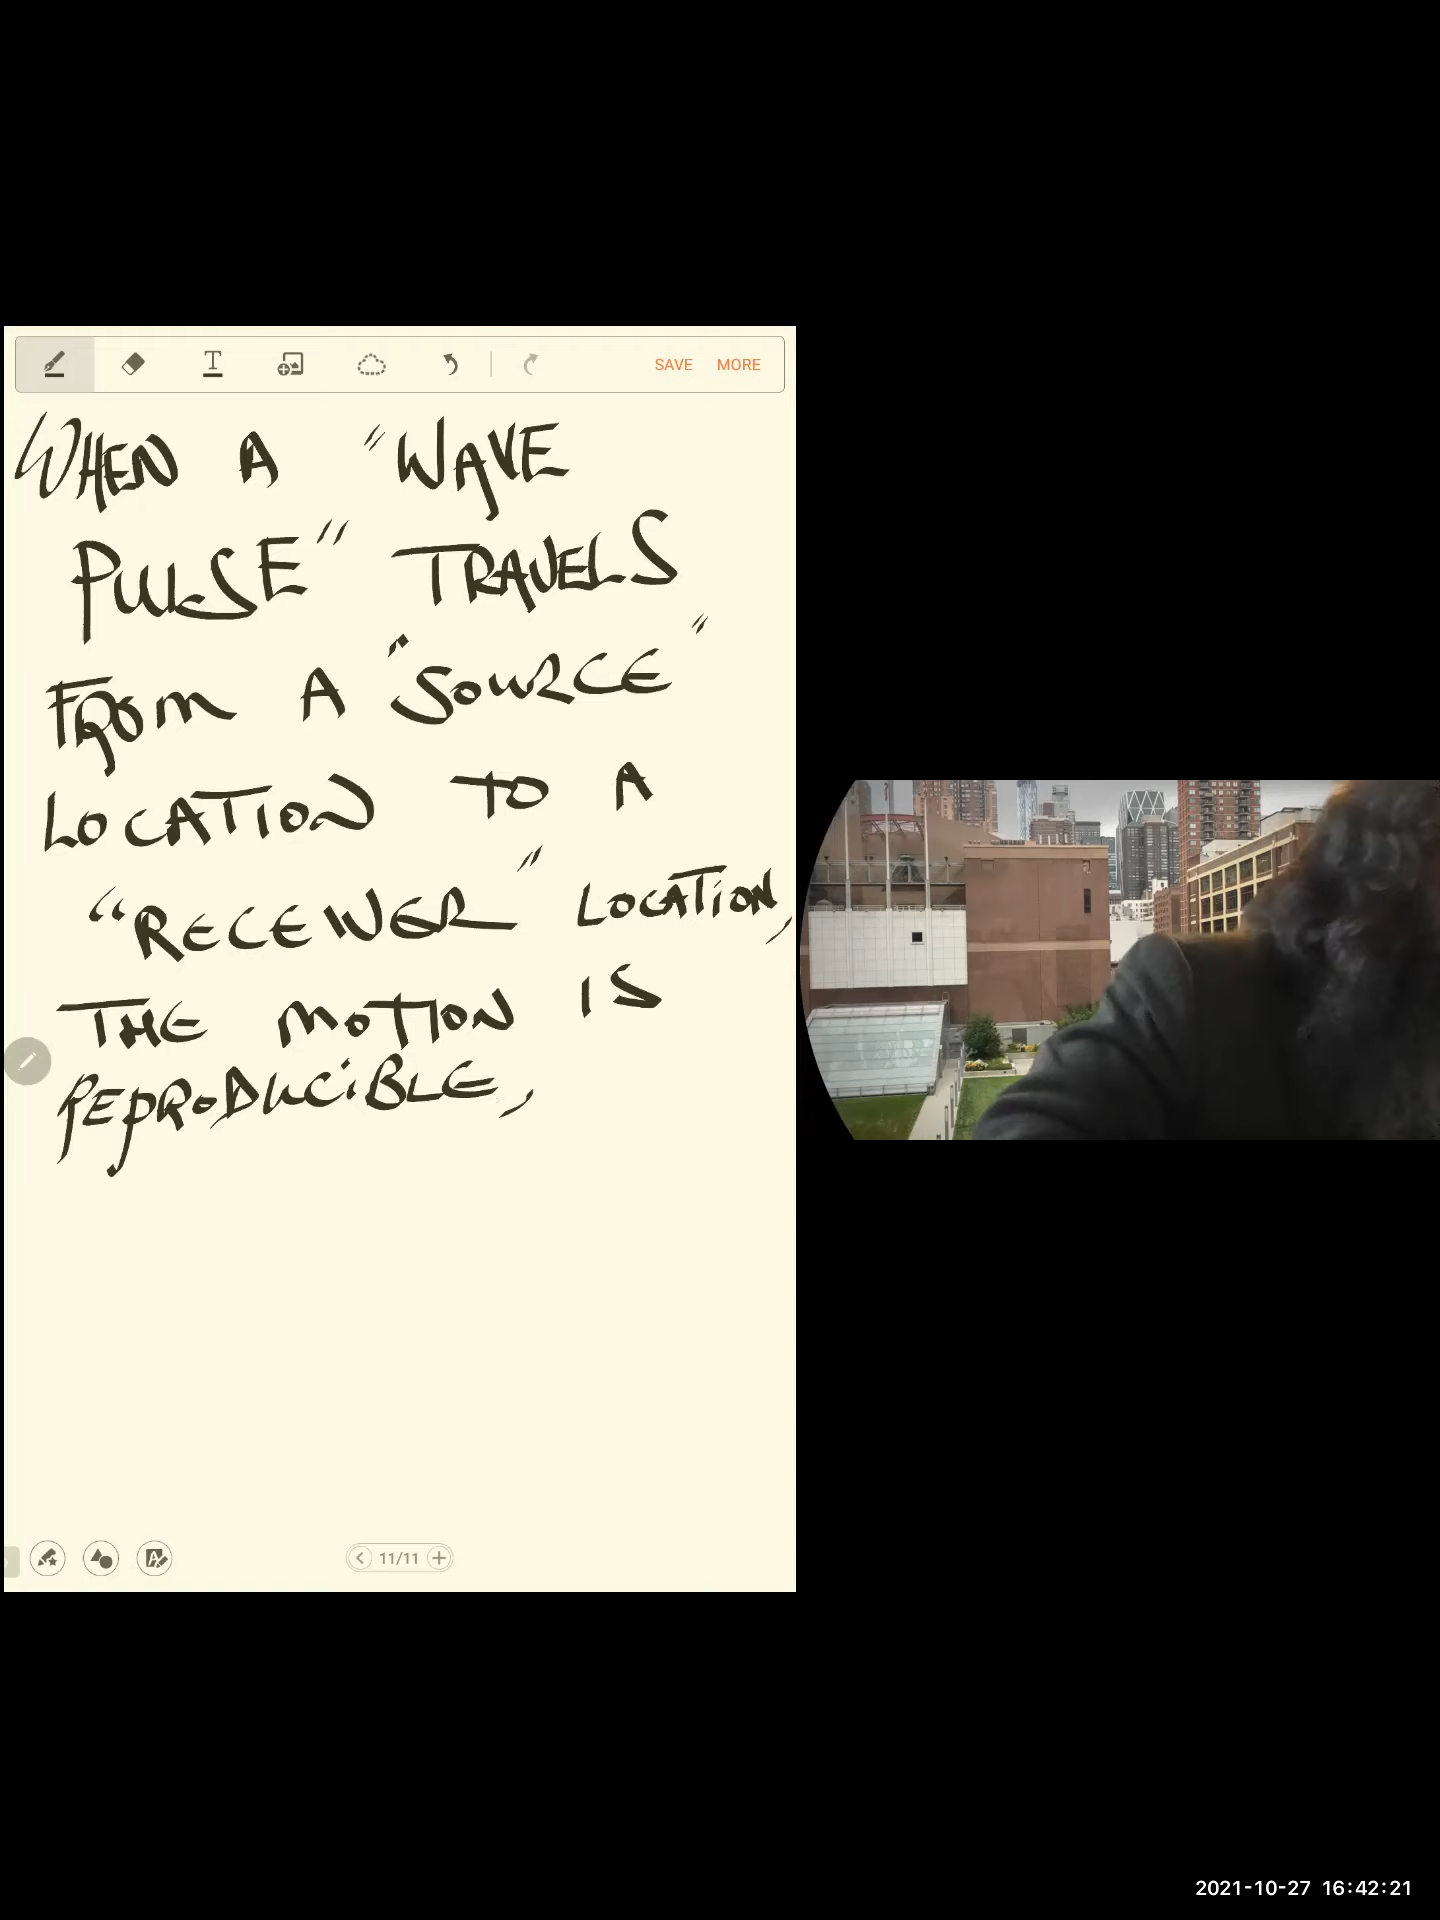 SAVE MORE
WHEN A "WAVE
PULSE" TRAVELS
FROM A "SOURCE"
LOCATION TO A
"RECEIVER" LOCATION,
THE MOTION IS
REPRODUCIBLE,
11/11
2021-10-27 16:42:21